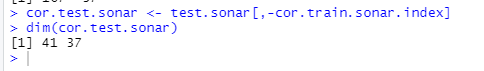 > cor.test.sonar <- test.sonar[,-cor.train.sonar.index]
> dim(cor.test.sonar)
[1] 41 37
>